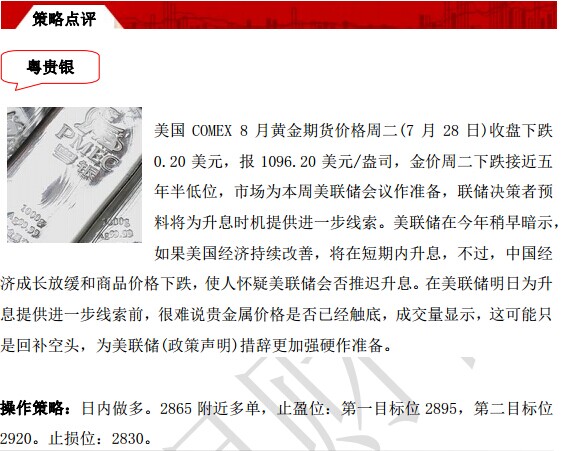 策略点评
粤贵银
PMEC
粤银
1000g
Ag99.99
美国 COMEX 8 月黄金期货价格周二(7 月 28 日)收盘下跌
0.20 美元，报 1096.20 美元/盎司，金价周二下跌接近五
年半低位，市场为本周美联储会议作准备，联储决策者预
料将为升息时机提供进一步线索。美联储在今年稍早暗示，
如果美国经济持续改善，将在短期内升息，不过，中国经
济成长放缓和商品价格下跌，使人怀疑美联储会否推迟升息。在美联储明日为升
息提供进一步线索前，很难说贵金属价格是否已经触底，成交量显示，这可能只
是回补空头，为美联储(政策声明)措辞更加强硬作准备。
操作策略：日内做多。2865 附近多单，止盈位：第一目标位 2895，第二目标位
2920。止损位：2830。